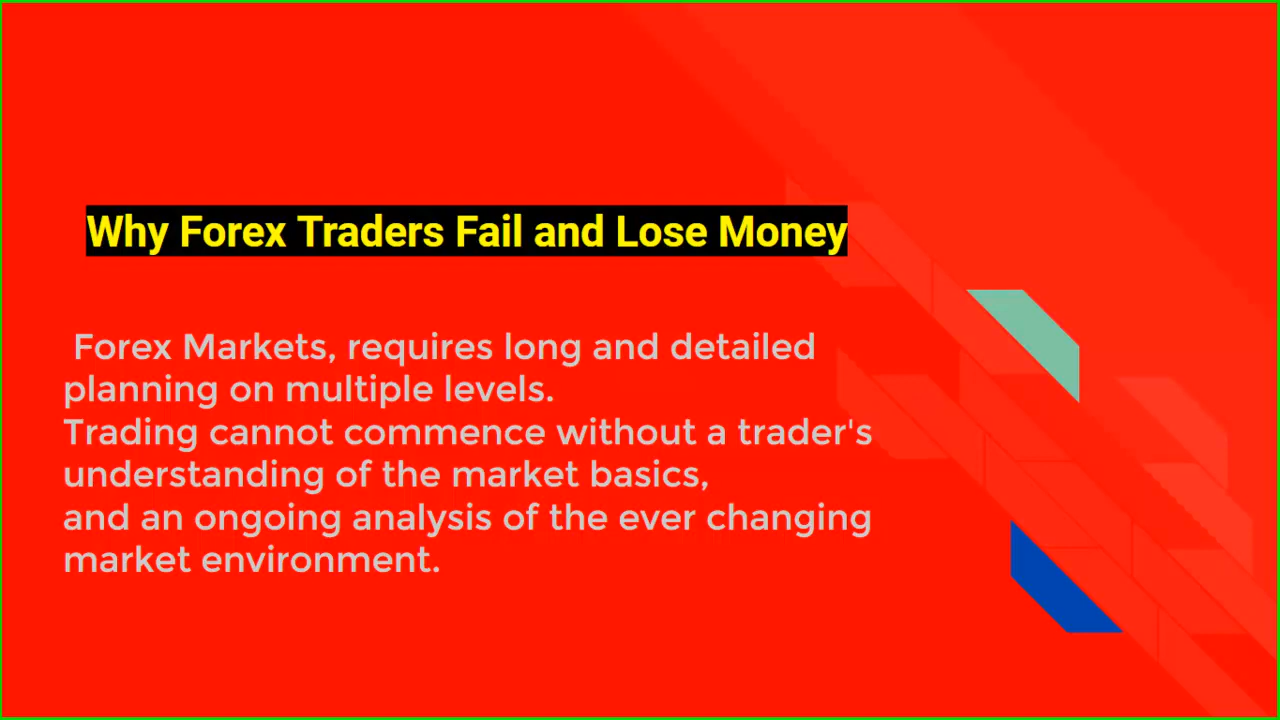 Why Forex Traders Fail and Lose Money
Forex Markets, requires long and detailed
planning on multiple levels.
Trading cannot commence without a trader's
understanding of the market basics,
and an ongoing analysis of the ever changing
market environment.